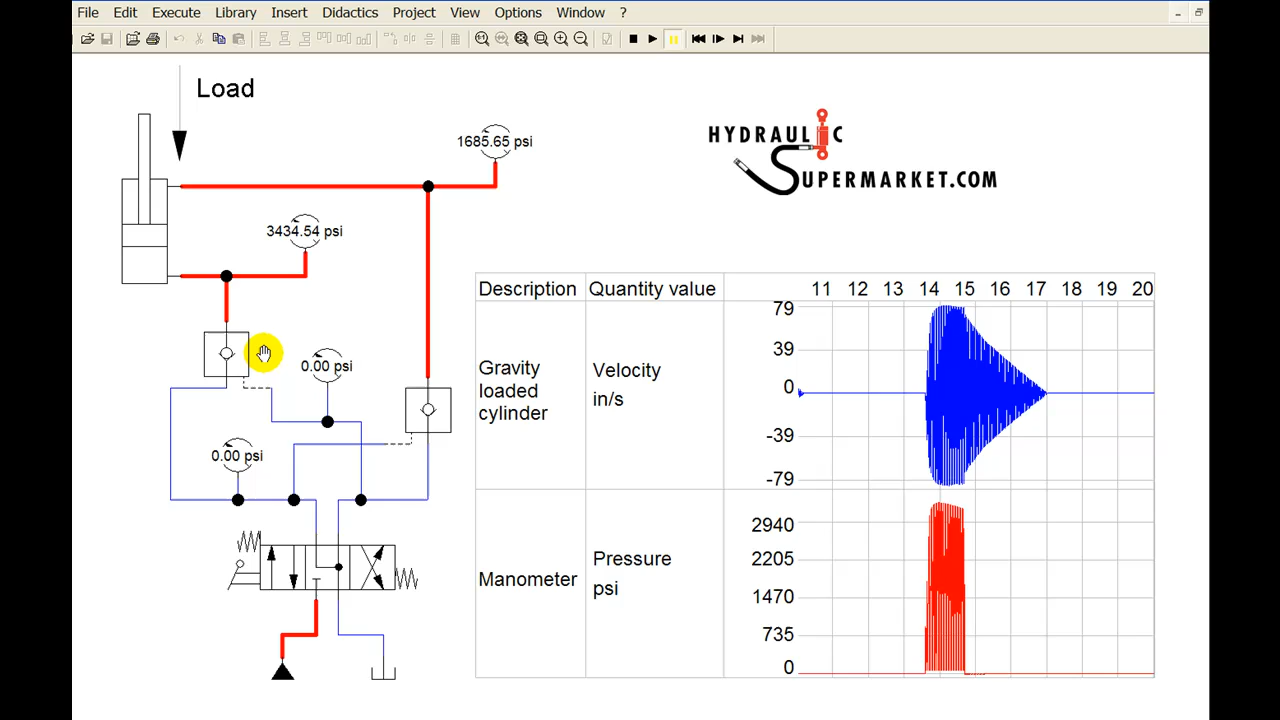 File Edit Execute Library Insert Didactics Project View Options Window ?
Load
1685.65 psi
HYDRAULIC
SUPERMARKET.COM
3434.54 psi
Description Quantity value 11 12 13 14 15 16 17 18 19 20
79
39
0
-39
-79
Gravity
loaded
cylinder
Velocity
in/s
0.00 psi
0.00 psi
2940
2205
1470
735
0
Manometer
Pressure
psi